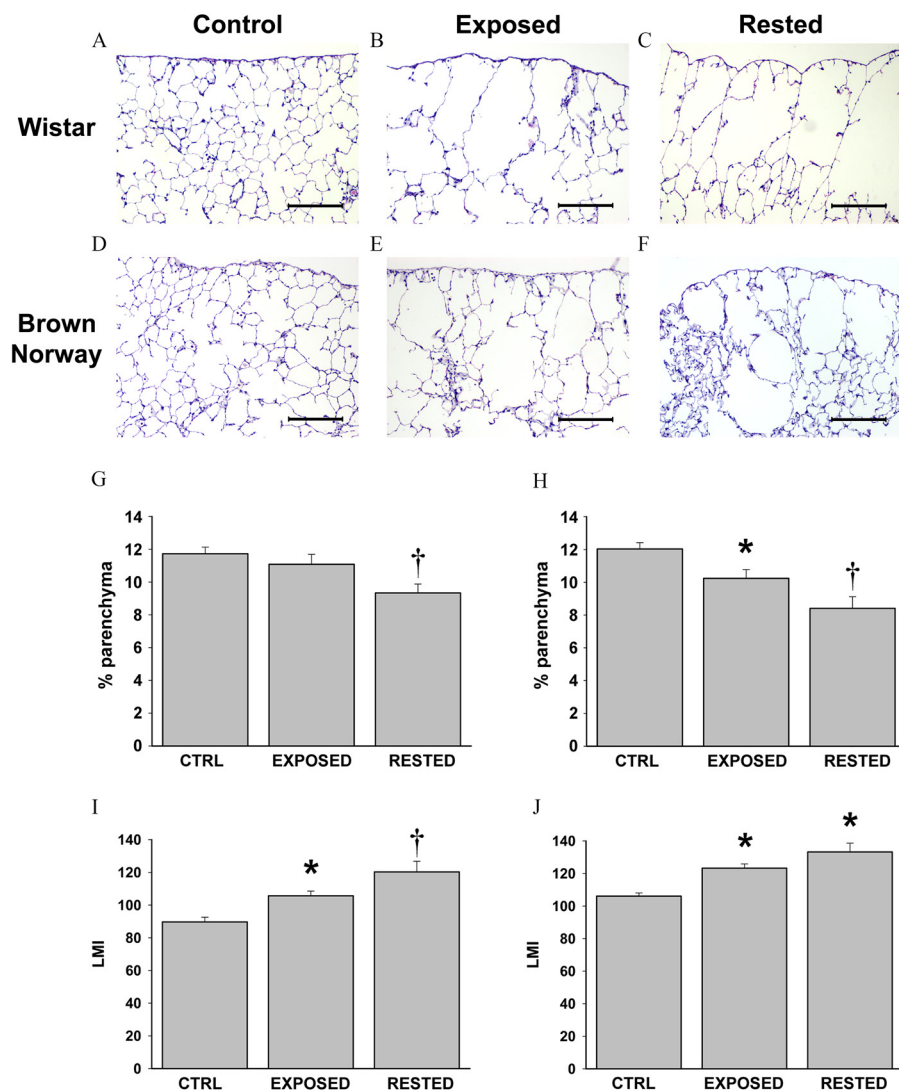 Control Exposed Rested
A B C
Wistar
D E F
Brown
Norway
G H
14
12
10
8
6
4
2
0
% parenchyma
†
CTRL EXPOSED RESTED
14
12
10
8
6
4
2
0
% parenchyma
*
†
CTRL EXPOSED RESTED
I J
140
120
100
80
60
40
20
0
LMI
*
†
CTRL EXPOSED RESTED
140
120
100
80
60
40
20
0
LMI
*
*
CTRL EXPOSED RESTED